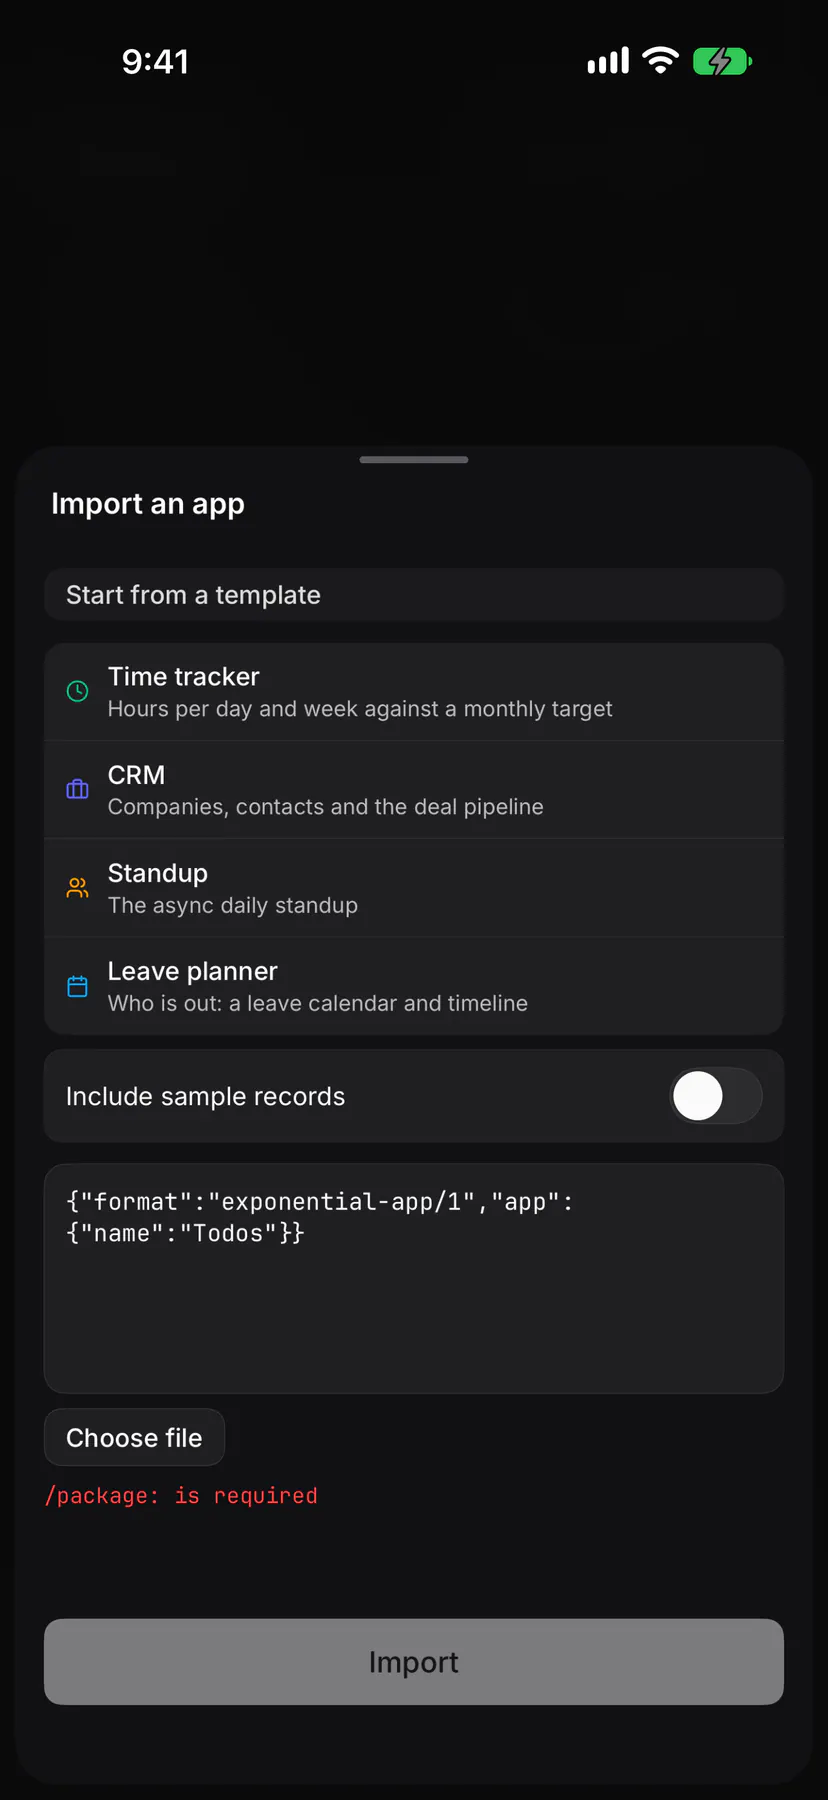 9:41
Import an app
Start from a template
Time tracker
Hours per day and week against a monthly target
CRM
Companies, contacts and the deal pipeline
Standup
The async daily standup
Leave planner
Who is out: a leave calendar and timeline
Include sample records
{"format":"exponential-app/1","app":
{"name":"Todos"}}
Choose file
/package: is required
Import